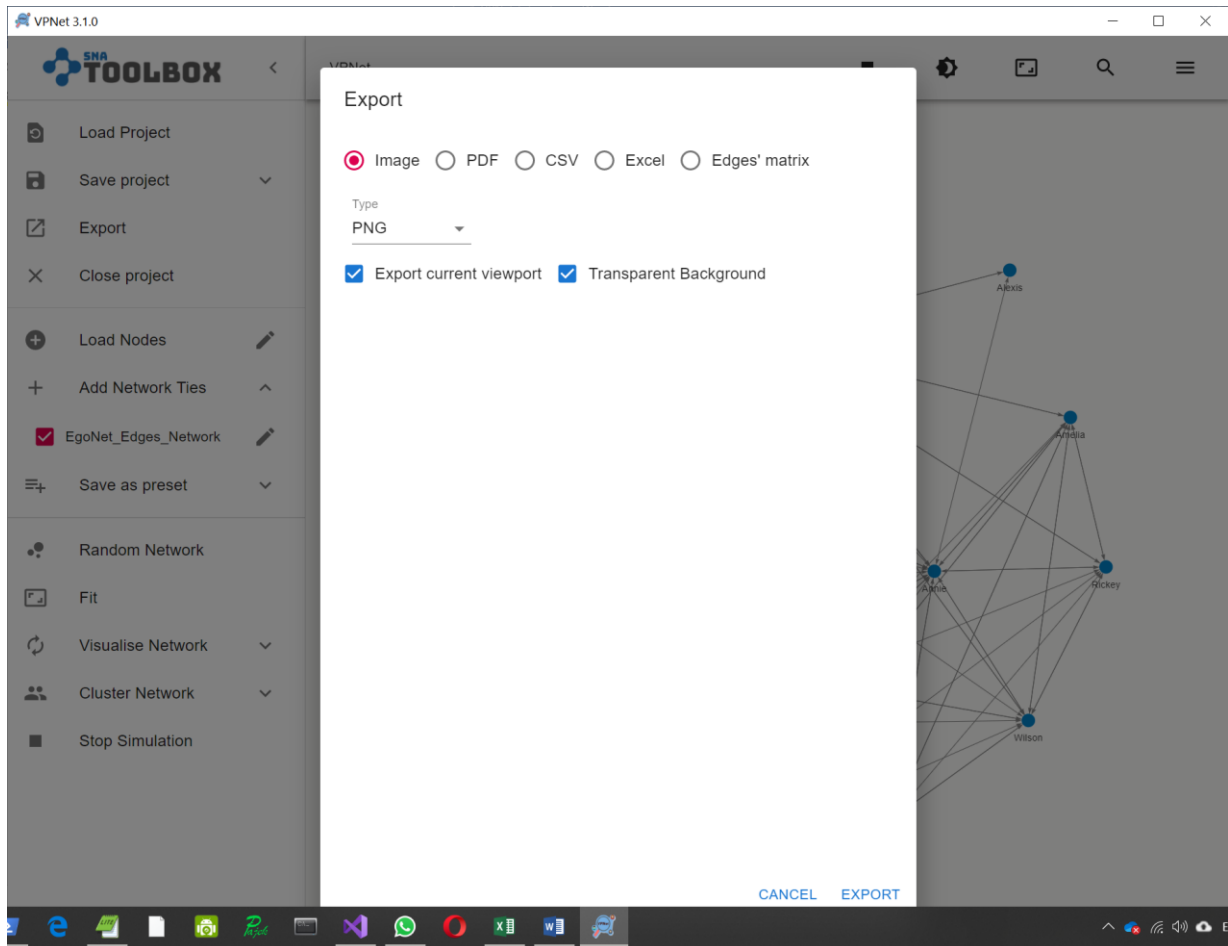 VPNet 3.1.0
SNA
TOOLBOX
Load Project
Save project
Export
Close project
Load Nodes
Add Network Ties
EgoNet_Edges_Network
Save as preset
Random Network
Fit
Visualise Network
Cluster Network
Stop Simulation
VPNet
Export
Image PDF CSV Excel Edges' matrix
Type
PNG
Export current viewport Transparent Background
CANCEL EXPORT
Alexis
Amelia
Annie
Rickey
Wilson